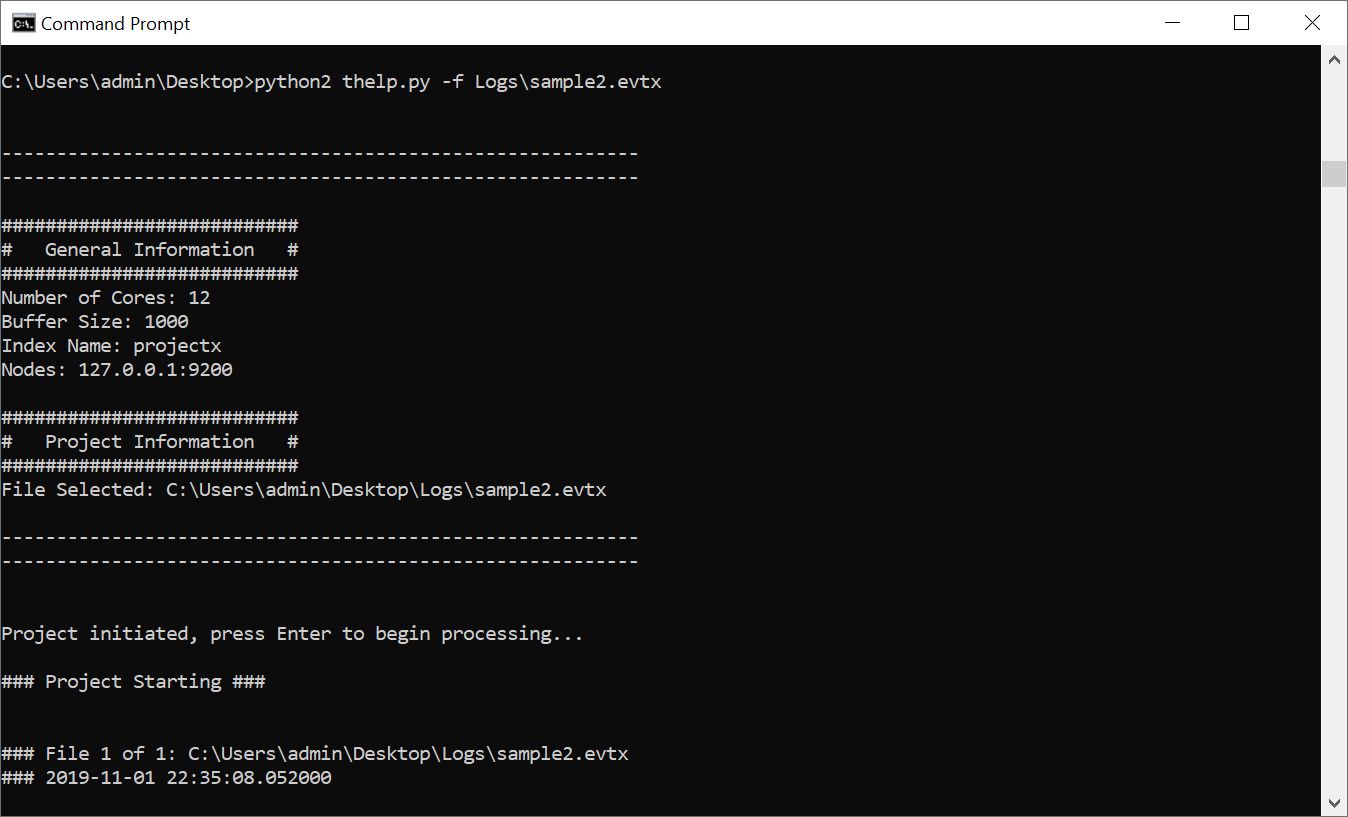 Command Prompt
C:\Users\admin\Desktop>python2 thelp.py -f Logs\sample2.evtx
----------------------------------------------------------
----------------------------------------------------------
###########################
#   General Information   #
###########################
Number of Cores: 12
Buffer Size: 1000
Index Name: projectx
Nodes: 127.0.0.1:9200
###########################
#   Project Information   #
###########################
File Selected: C:\Users\admin\Desktop\Logs\sample2.evtx
----------------------------------------------------------
----------------------------------------------------------
Project initiated, press Enter to begin processing...
### Project Starting ###
### File 1 of 1: C:\Users\admin\Desktop\Logs\sample2.evtx
### 2019-11-01 22:35:08.052000